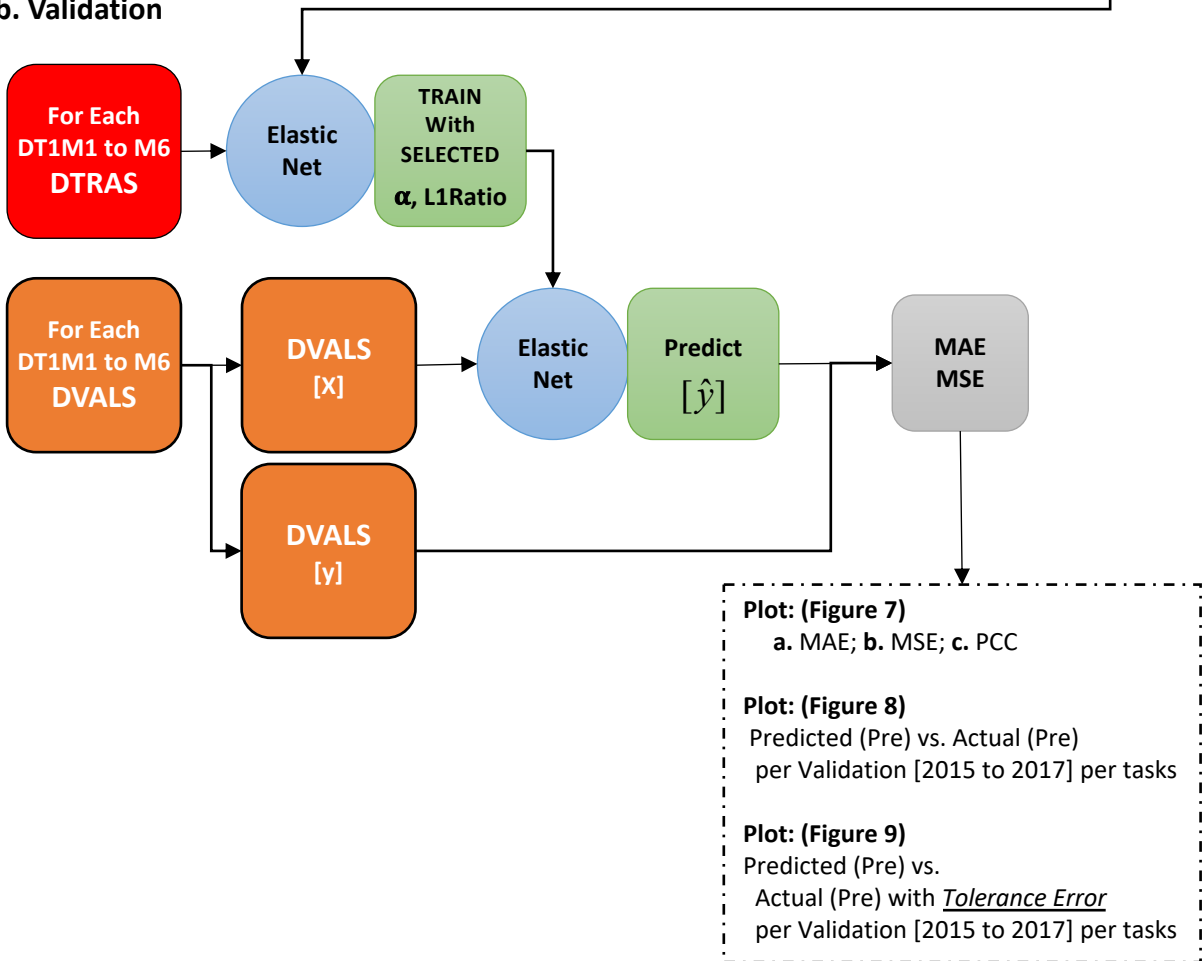 b. Validation
For Each
DT1M1 to M6
DTRAS
Elastic
Net
TRAIN
With
SELECTED
α, L1Ratio
For Each
DT1M1 to M6
DVALS
DVALS
[X]
Elastic
Net
Predict
[ŷ]
MAE
MSE
DVALS
[y]
Plot: (Figure 7)
a. MAE; b. MSE; c. PCC
Plot: (Figure 8)
Predicted (Pre) vs. Actual (Pre)
per Validation [2015 to 2017] per tasks
Plot: (Figure 9)
Predicted (Pre) vs.
Actual (Pre) with Tolerance Error
per Validation [2015 to 2017] per tasks